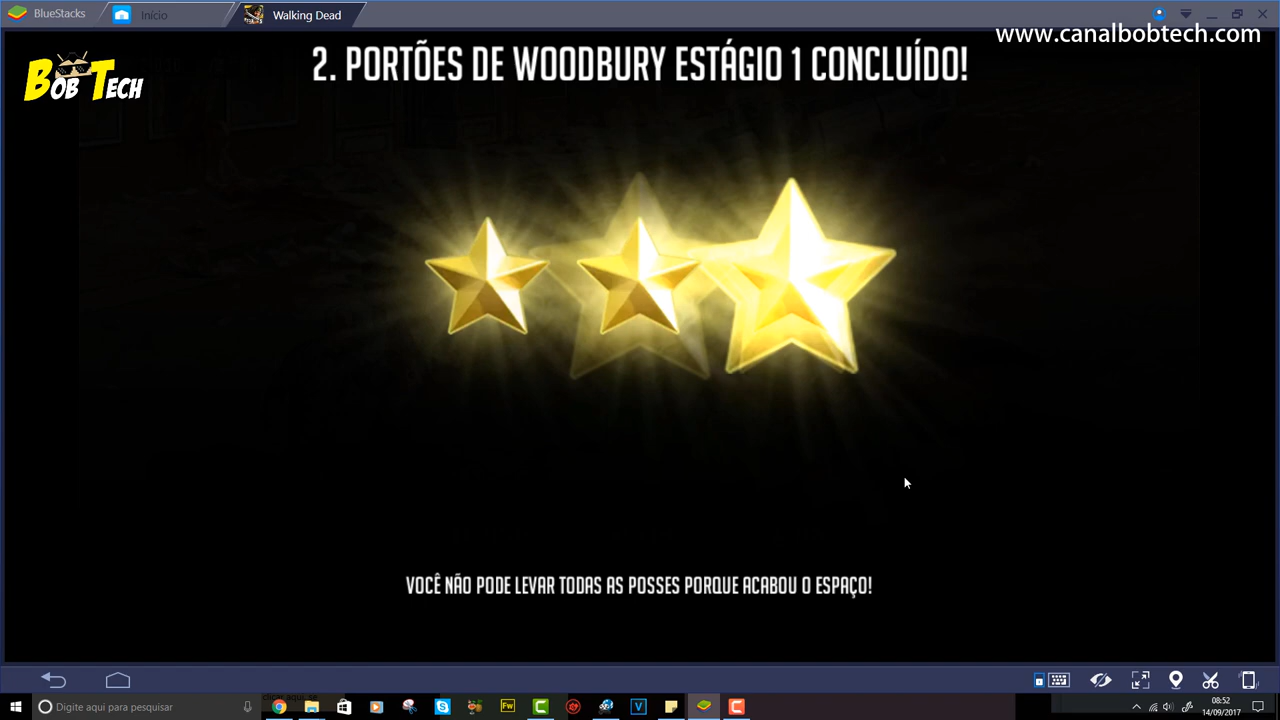 BlueStacks
Início
Walking Dead
www.canalbobtech.com
BOB TECH
2. PORTÕES DE WOODBURY ESTÁGIO 1 CONCLUÍDO!
VOCÊ NÃO PODE LEVAR TODAS AS POSSES PORQUE ACABOU O ESPAÇO!
Digite aqui para pesquisar
Fw
08:52
14/09/2017